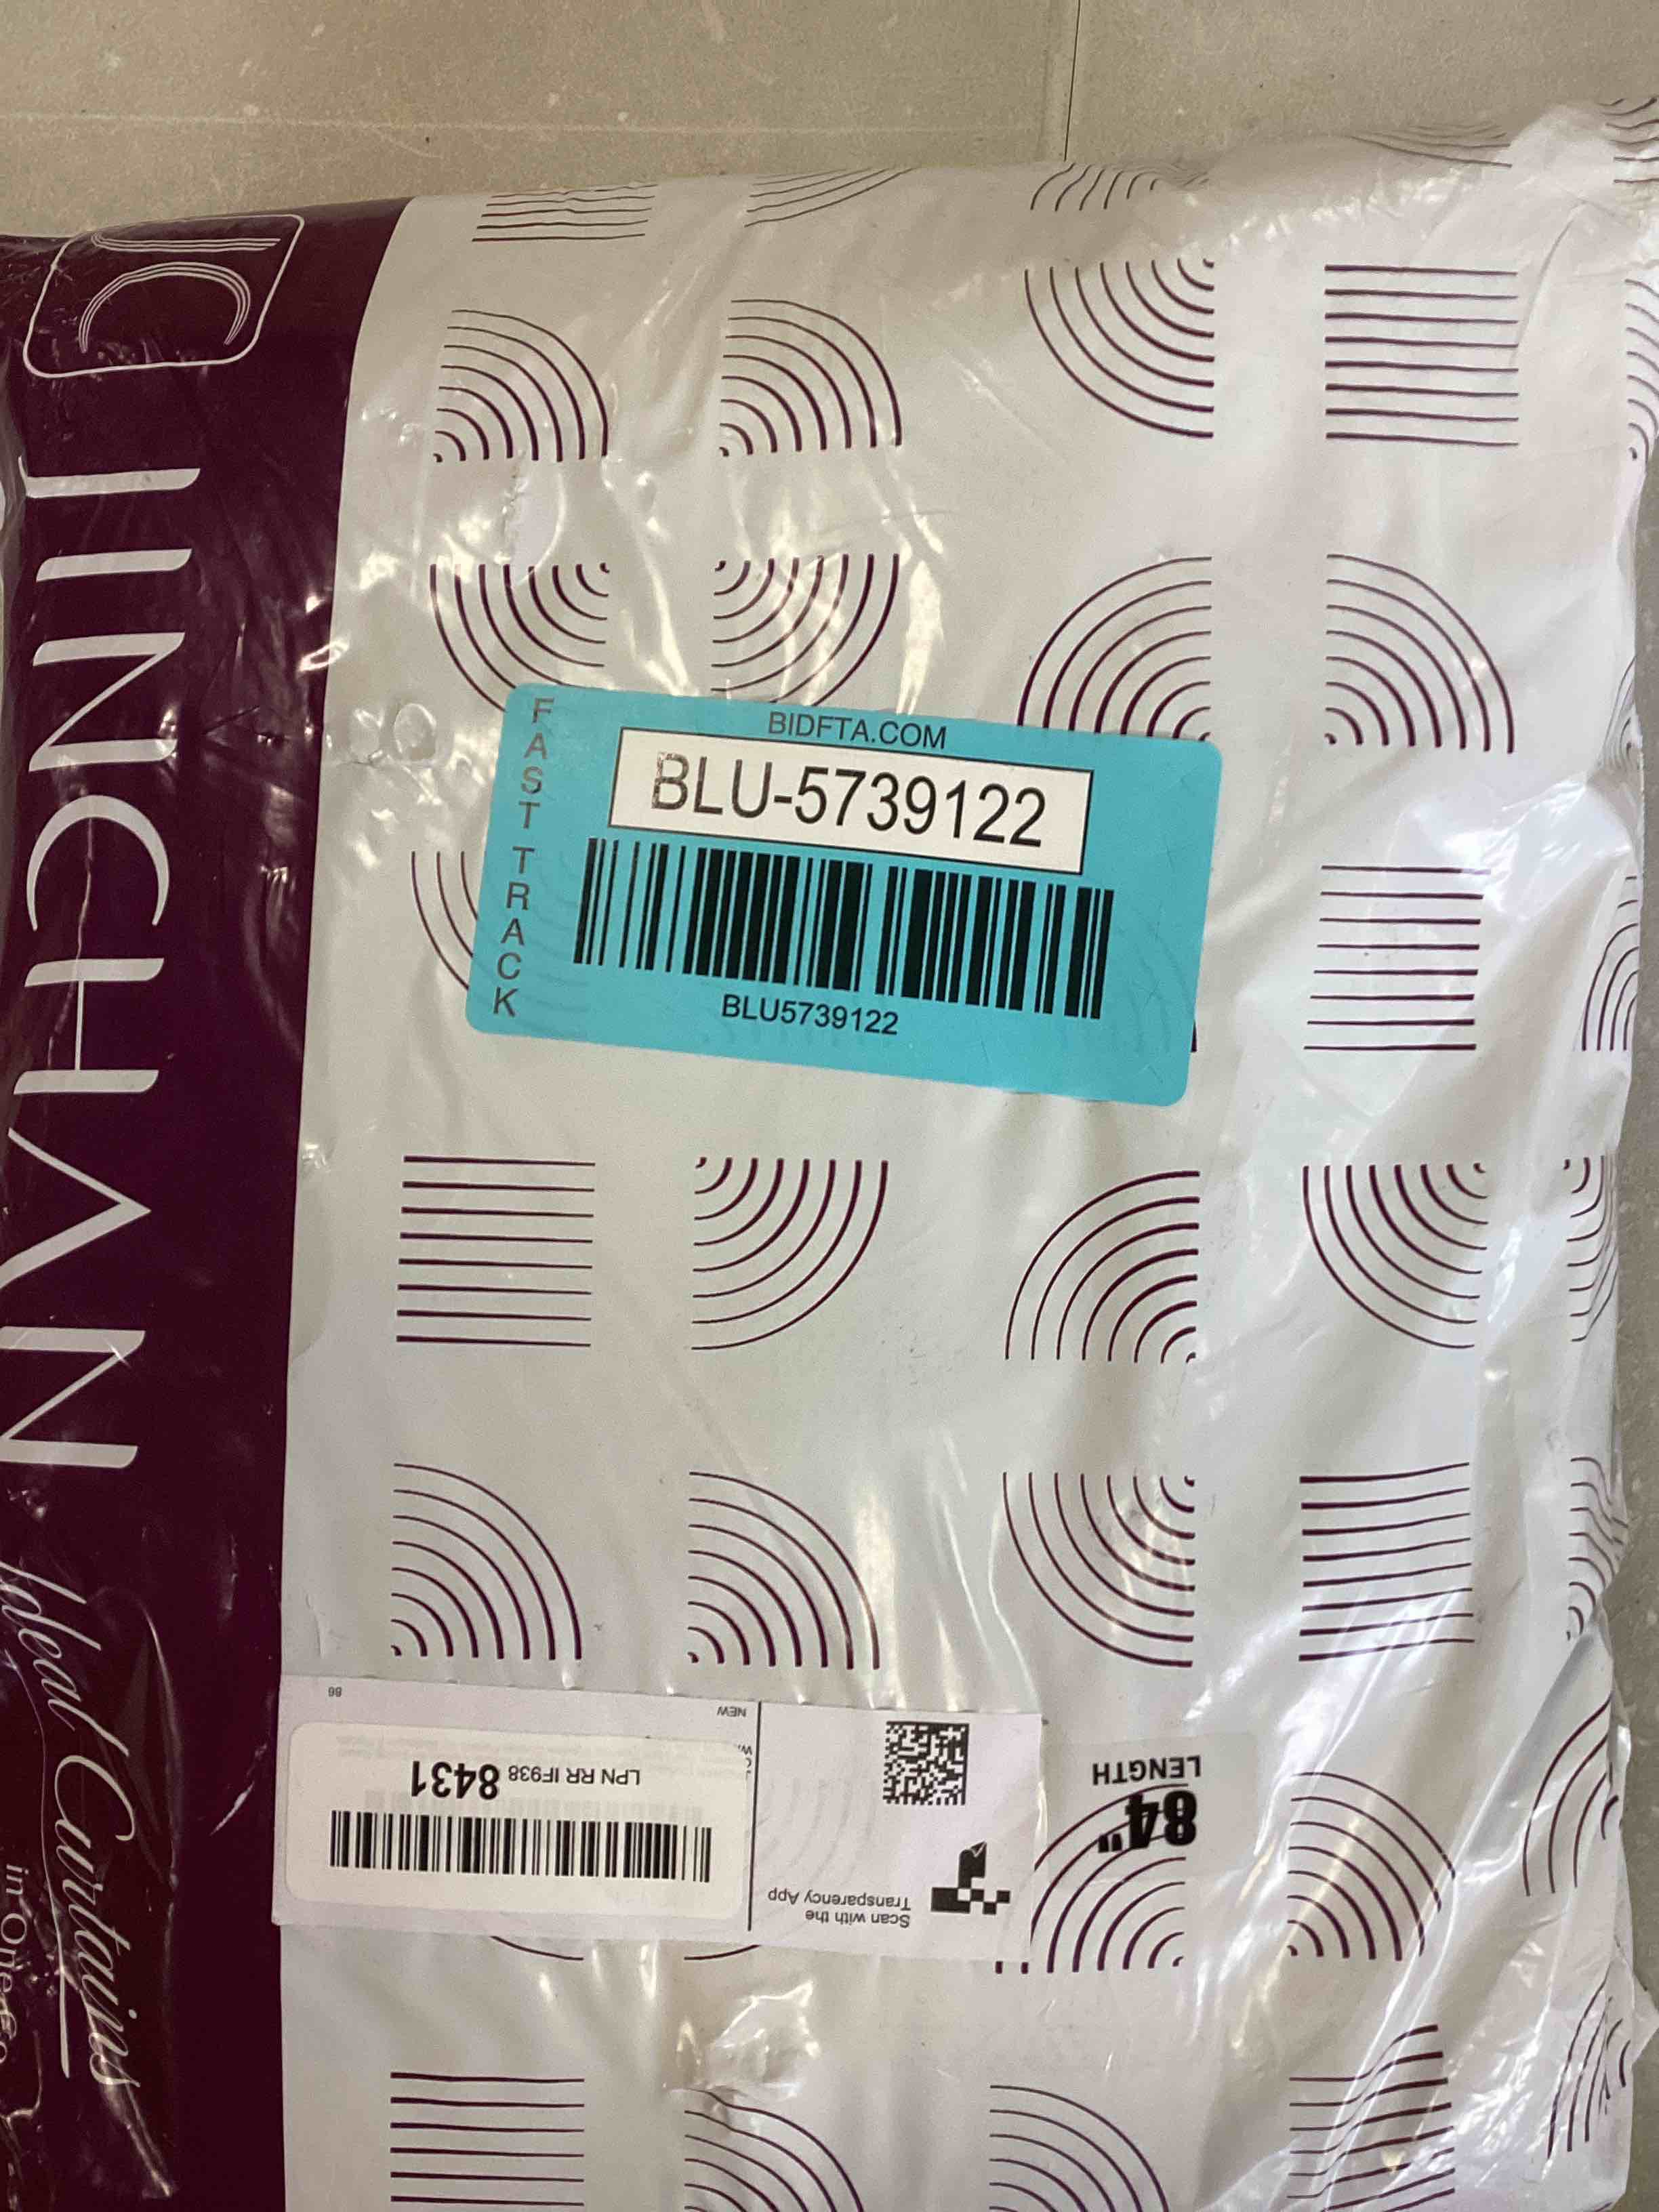 JC
JINCHAN
Ideal Curtains
BIDFTA.COM
FAST TRACK
BLU-5739122
BLU5739122
84"
LENGTH
Scan with the
Transparency App
LPN RR IF938 8431
NEW
86